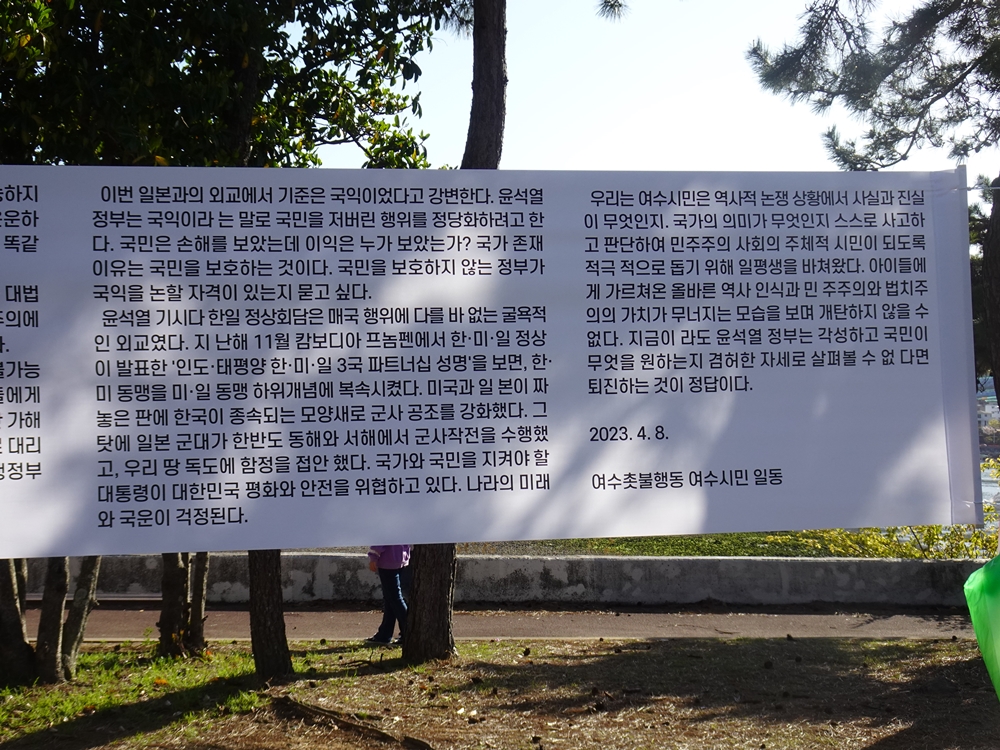 하지
은하
똑같
대법
주의에
가능
들에게
가해
대리
정부
이번 일본과의 외교에서 기준은 국익이었다고 강변한다. 윤석열
정부는 국익이라 는 말로 국민을 저버린 행위를 정당화하려고 한
다. 국민은 손해를 보았는데 이익은 누가 보았는가? 국가 존재
이유는 국민을 보호하는 것이다. 국민을 보호하지 않는 정부가
국익을 논할 자격이 있는지 묻고 싶다.
윤석열 기시다 한일 정상회담은 매국 행위에 다를 바 없는 굴욕적
인 외교였다. 지 난해 11월 캄보디아 프놈펜에서 한·미·일 정상
이 발표한 '인도·태평양 한·미·일 3국 파트너십 성명'을 보면, 한·
미 동맹을 미·일 동맹 하위개념에 복속시켰다. 미국과 일 본이 짜
놓은 판에 한국이 종속되는 모양새로 군사 공조를 강화했다. 그
탓에 일본 군대가 한반도 동해와 서해에서 군사작전을 수행했
고, 우리 땅 독도에 함정을 접안 했다. 국가와 국민을 지켜야 할
대통령이 대한민국 평화와 안전을 위협하고 있다. 나라의 미래
와 국운이 걱정된다.
우리는 여수시민은 역사적 논쟁 상황에서 사실과 진실
이 무엇인지. 국가의 의미가 무엇인지 스스로 사고하
고 판단하여 민주주의 사회의 주체적 시민이 되도록
적극 적으로 돕기 위해 일평생을 바쳐왔다. 아이들에
게 가르쳐온 올바른 역사 인식과 민 주주의와 법치주
의의 가치가 무너지는 모습을 보며 개탄하지 않을 수
없다. 지금이 라도 윤석열 정부는 각성하고 국민이
무엇을 원하는지 겸허한 자세로 살펴볼 수 없 다면
퇴진하는 것이 정답이다.
2023. 4. 8.
여수촛불행동 여수시민 일동